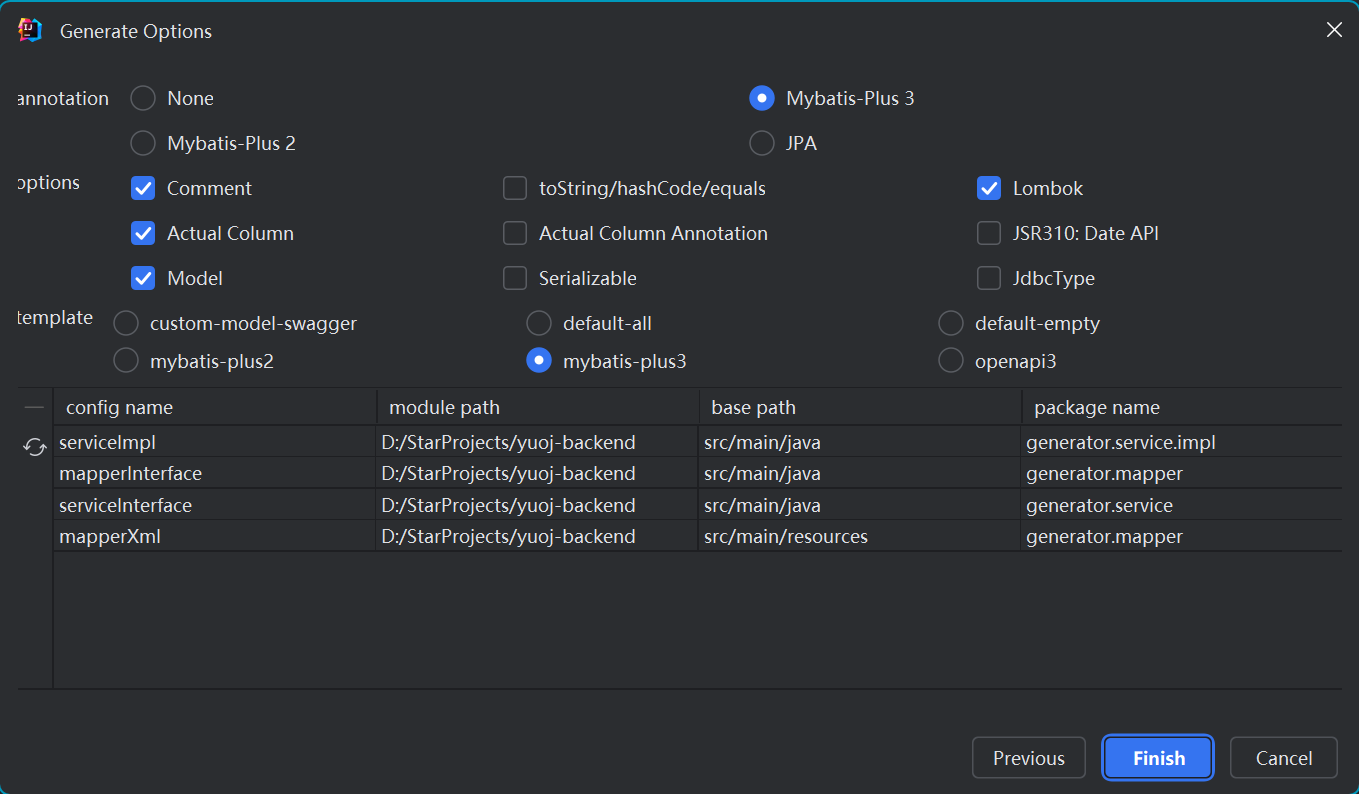 Generate Options
annotation None Mybatis-Plus 3
Mybatis-Plus 2 JPA
options Comment toString/hashCode/equals Lombok
Actual Column Actual Column Annotation JSR310: Date API
Model Serializable JdbcType
template custom-model-swagger default-all default-empty
mybatis-plus2 mybatis-plus3 openapi3
config name module path base path package name
serviceImpl D:/StarProjects/yuoj-backend src/main/java generator.service.impl
mapperInterface D:/StarProjects/yuoj-backend src/main/java generator.mapper
serviceInterface D:/StarProjects/yuoj-backend src/main/java generator.service
mapperXml D:/StarProjects/yuoj-backend src/main/resources generator.mapper
Previous Finish Cancel